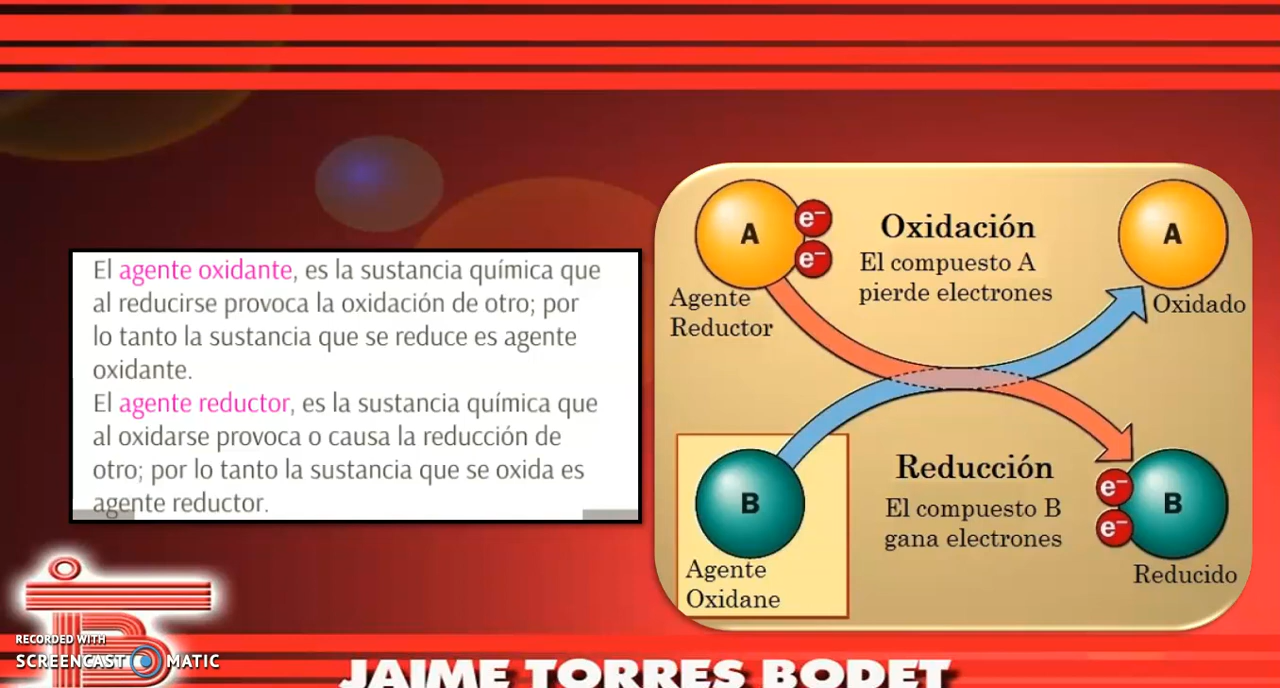 El agente oxidante, es la sustancia química que
al reducirse provoca la oxidación de otro; por
lo tanto la sustancia que se reduce es agente
oxidante.
El agente reductor, es la sustancia química que
al oxidarse provoca o causa la reducción de
otro; por lo tanto la sustancia que se oxida es
agente reductor.
A
e⁻
e⁻
Agente
Reductor
Oxidación
El compuesto A
pierde electrones
A
Oxidado
B
Agente
Oxidane
Reducción
El compuesto B
gana electrones
e⁻
e⁻
B
Reducido
RECORDED WITH
SCREENCAST MATIC
JAIME TORRES BODET